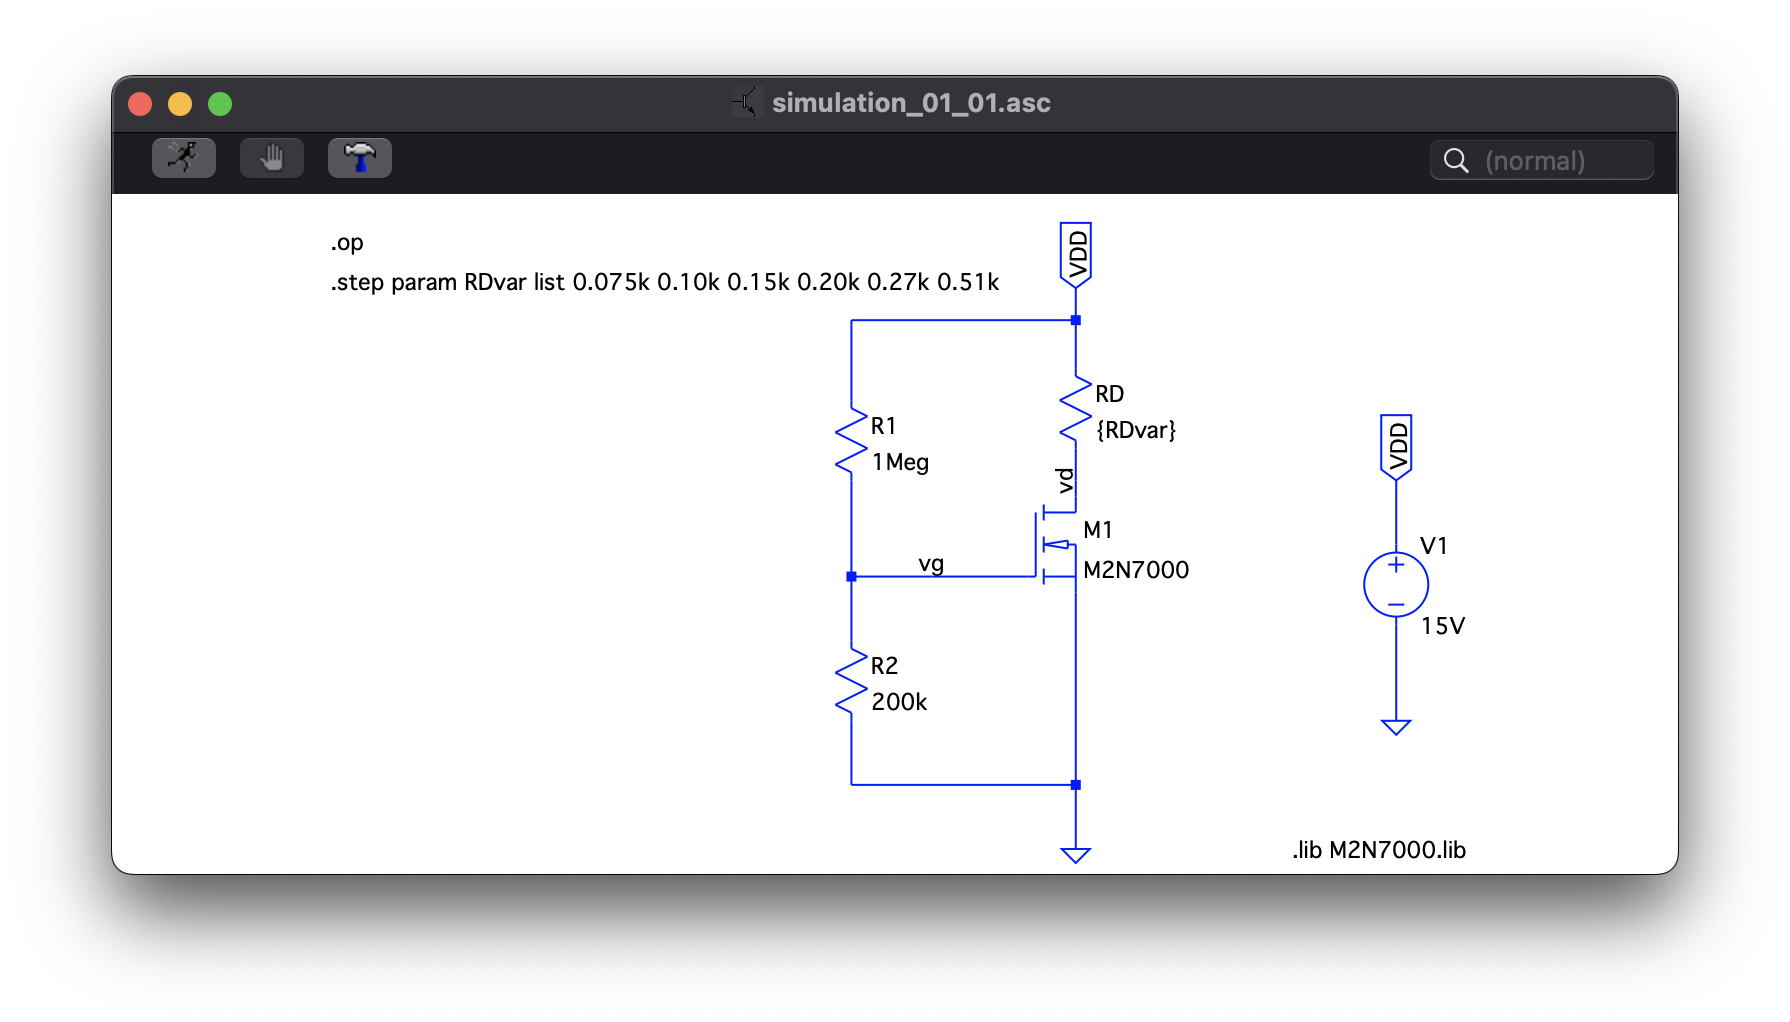 simulation_01_01.asc
(normal)
.op
.step param RDvar list 0.075k 0.10k 0.15k 0.20k 0.27k 0.51k
VDD
RD
{RDvar}
R1
1Meg
vd
VDD
M1
M2N7000
vg
V1
15V
R2
200k
.lib M2N7000.lib